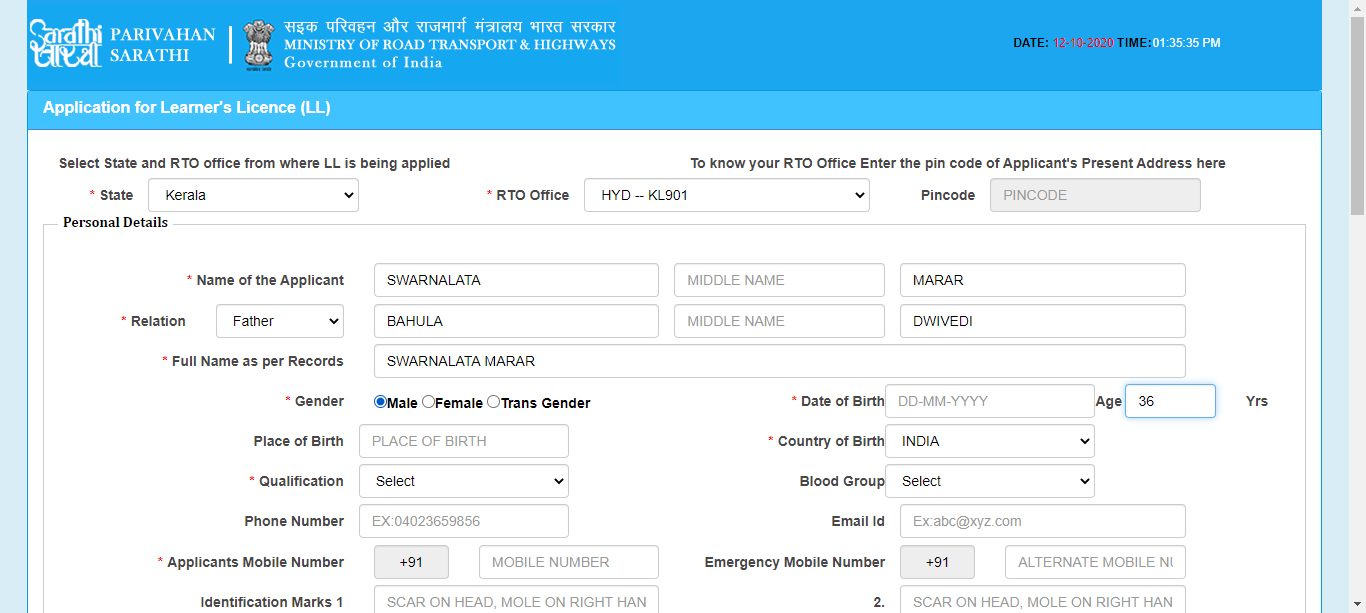 Sarathi सारथी
PARIVAHAN
SARATHI
सड़क परिवहन और राजमार्ग मंत्रालय भारत सरकार
MINISTRY OF ROAD TRANSPORT & HIGHWAYS
Government of India
DATE: 12-10-2020 TIME:01:35:35 PM
Application for Learner's Licence (LL)
Select State and RTO office from where LL is being applied To know your RTO Office Enter the pin code of Applicant's Present Address here
* State Kerala * RTO Office HYD -- KL901 Pincode PINCODE
Personal Details
* Name of the Applicant SWARNALATA MIDDLE NAME MARAR
* Relation Father BAHULA MIDDLE NAME DWIVEDI
* Full Name as per Records SWARNALATA MARAR
* Gender Male Female Trans Gender * Date of Birth DD-MM-YYYY Age 36 Yrs
Place of Birth PLACE OF BIRTH * Country of Birth INDIA
* Qualification Select Blood Group Select
Phone Number EX:04023659856 Email Id Ex:abc@xyz.com
* Applicants Mobile Number +91 MOBILE NUMBER Emergency Mobile Number +91 ALTERNATE MOBILE NU
Identification Marks 1 SCAR ON HEAD, MOLE ON RIGHT HAN 2. SCAR ON HEAD, MOLE ON RIGHT HAN